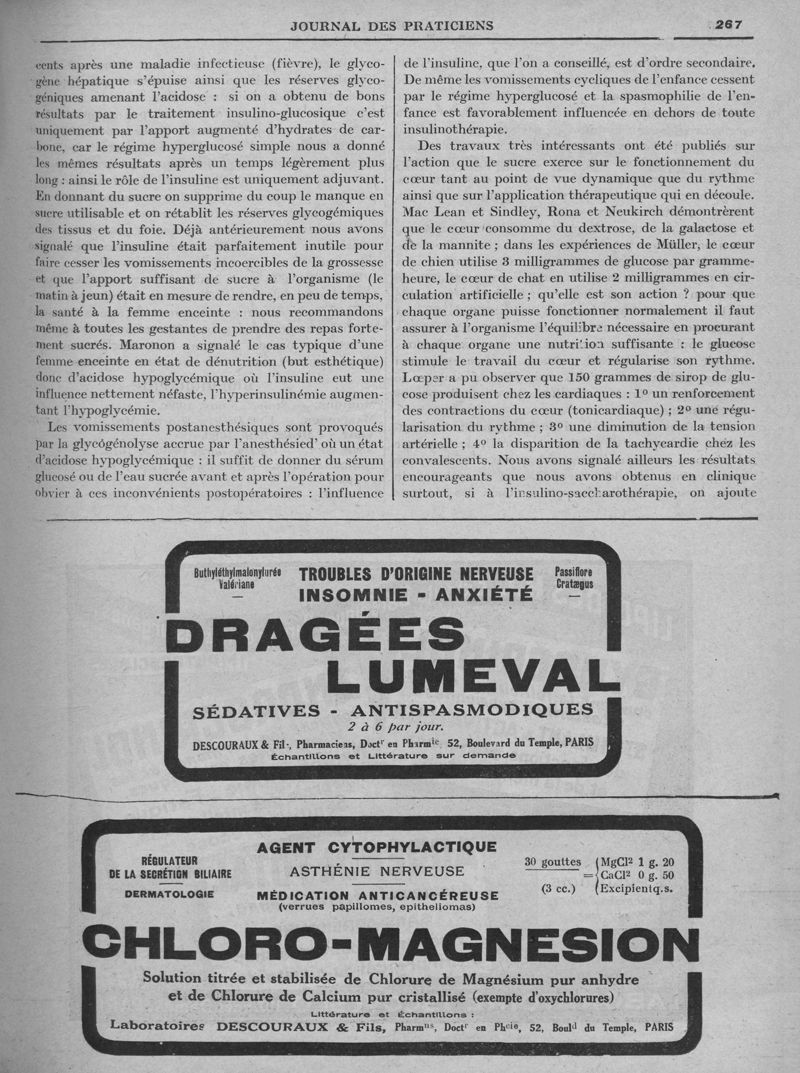 JOURNAL DES PRATICIENS
267
cents après une maladie infectieuse (fièvre), le glyco-
gène hépatique s'épuise ainsi que les réserves glyco-
géniques amenant l'acidose : si on a obtenu de bons
résultats par le traitement insulino-glucosique c'est
uniquement par l'apport augmenté d'hydrates de car-
bone, car le régime hyperglucosé simple nous a donné
les mêmes résultats après un temps légèrement plus
long : ainsi le rôle de l'insuline est uniquement adjuvant.
En donnant du sucre on supprime du coup le manque en
sucre utilisable et on rétablit les réserves glycogémiques
des tissus et du foie. Déjà antérieurement nous avons
signalé que l'insuline était parfaitement inutile pour
faire cesser les vomissements incoercibles de la grossesse
et que l'apport suffisant de sucre à l'organisme (le
matin à jeun) était en mesure de rendre, en peu de temps,
la santé à la femme enceinte : nous recommandons
même à toutes les gestantes de prendre des repas forte-
ment sucrés. Maronon a signalé le cas typique d'une
femme enceinte en état de dénutrition (but esthétique)
donc d'acidose hypoglycémique où l'insuline eut une
influence nettement néfaste, l'hyperinsulinémie augmen-
tant l'hypoglycémie.
Les vomissements postanesthésiques sont provoqués
par la glycôgénolyse accrue par l'anesthésied' où un état
d'acidose hypoglycémique : il suffit de donner du sérum
glucosé ou de l'eau sucrée avant et après l'opération pour
obvier à ces inconvénients postopératoires : l'influence
de l'insuline, que l'on a conseillé, est d'ordre secondaire.
De même les vomissements cycliques de l'enfance cessent
par le régime hyperglucosé et la spasmophilie de l'en-
fance est favorablement influencée en dehors de toute
insulinothérapie.
Des travaux très intéressants ont été publiés sur
l'action que le sucre exerce sur le fonctionnement du
cœur tant au point de vue dynamique que du rythme
ainsi que sur l'application thérapeutique qui en découle.
Mac Lean et Sindley, Rona et Neukirch démontrèrent
que le cœur consomme du dextrose, de la galactose et
de la mannite ; dans les expériences de Müller, le cœur
de chien utilise 3 milligrammes de glucose par gramme-
heure, le cœur de chat en utilise 2 milligrammes en cir-
culation artificielle ; qu'elle est son action ? pour que
chaque organe puisse fonctionner normalement il faut
assurer à l'organisme l'équilibre nécessaire en procurant
à chaque organe une nutrition suffisante : le glucose
stimule le travail du cœur et régularise son rythme.
Lœper a pu observer que 150 grammes de sirop de glu-
cose produisent chez les cardiaques : 1º un renforcement
des contractions du cœur (tonicardiaque) ; 2º une régu-
larisation du rythme ; 3º une diminution de la tension
artérielle ; 4º la disparition de la tachycardie chez les
convalescents. Nous avons signalé ailleurs les résultats
encourageants que nous avons obtenus en clinique
surtout, si à l'insulino-saccharothérapie, on ajoute
Buthyléthylmalonylurée
Valériane
TROUBLES D'ORIGINE NERVEUSE
INSOMNIE - ANXIÉTÉ
Passiflore
Cratægus
DRAGÉES
LUMEVAL
SÉDATIVES - ANTISPASMODIQUES
2 à 6 par jour.
DESCOURAUX & Fils, Pharmaciens, Doctr en Pharmie, 52, Boulevard du Temple, PARIS
Échantillons et Littérature sur demande
RÉGULATEUR
DE LA SECRÉTION BILIAIRE
DERMATOLOGIE
AGENT CYTOPHYLACTIQUE
ASTHÉNIE NERVEUSE
MÉDICATION ANTICANCÉREUSE
(verrues papillomes, epitheliomas)
30 gouttes
(3 cc.)
=
MgCl² 1 g. 20
CaCl² 0 g. 50
Excipientq.s.
CHLORO-MAGNESION
Solution titrée et stabilisée de Chlorure de Magnésium pur anhydre
et de Chlorure de Calcium pur cristallisé (exempte d'oxychlorures)
Littérature et Échantillons :
Laboratoires DESCOURAUX & Fils, Pharmns, Doctr en Phcie, 52, Bould du Temple, PARIS